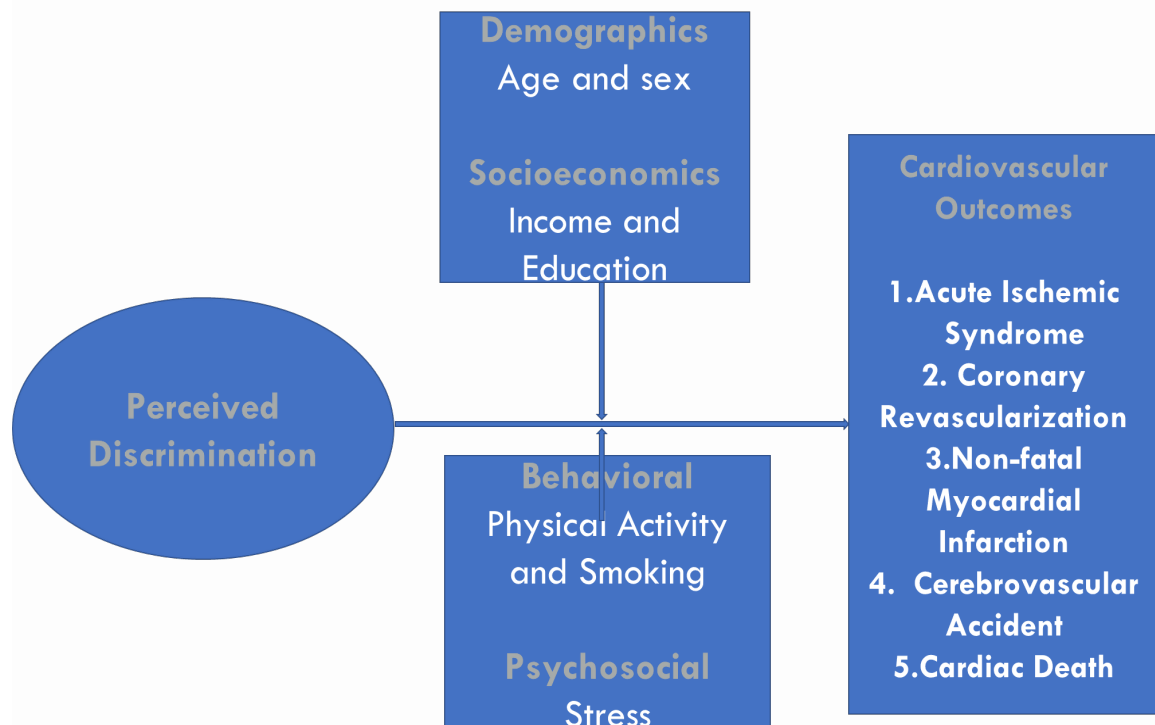 Demographics
Age and sex
Socioeconomics
Income and
Education
Perceived
Discrimination
Behavioral
Physical Activity
and Smoking
Psychosocial
Stress
Cardiovascular
Outcomes
1.Acute Ischemic
Syndrome
2. Coronary
Revascularization
3.Non-fatal
Myocardial
Infarction
4. Cerebrovascular
Accident
5.Cardiac Death